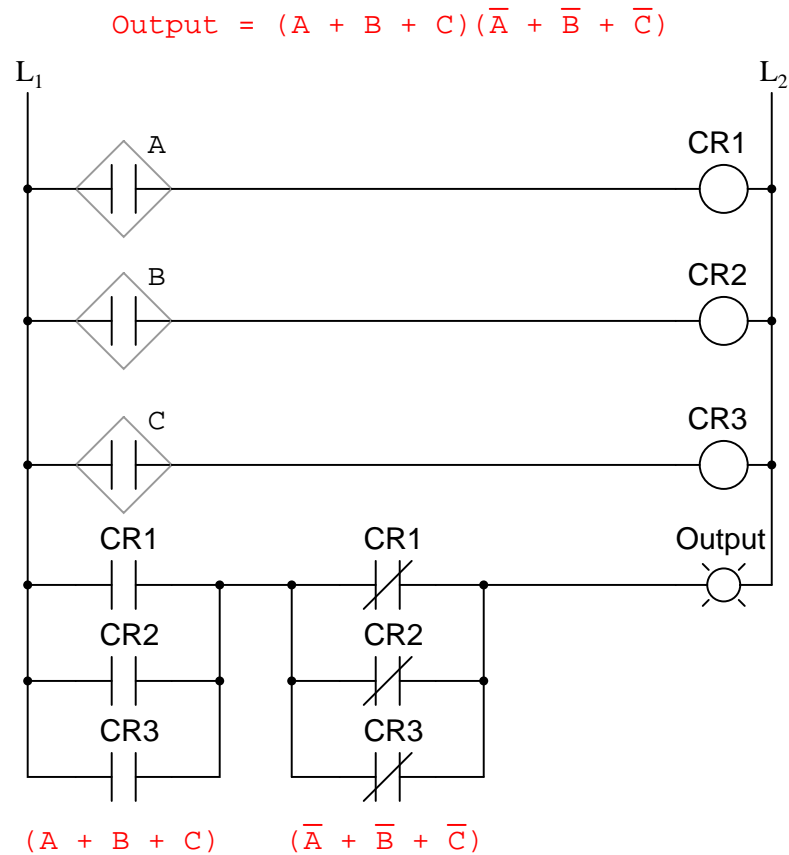 Output = (A + B + C)(A̅ + B̅ + C̅)
L₁ L₂
A CR1
B CR2
C CR3
CR1 CR1 Output
CR2 CR2
CR3 CR3
(A + B + C) (A̅ + B̅ + C̅)